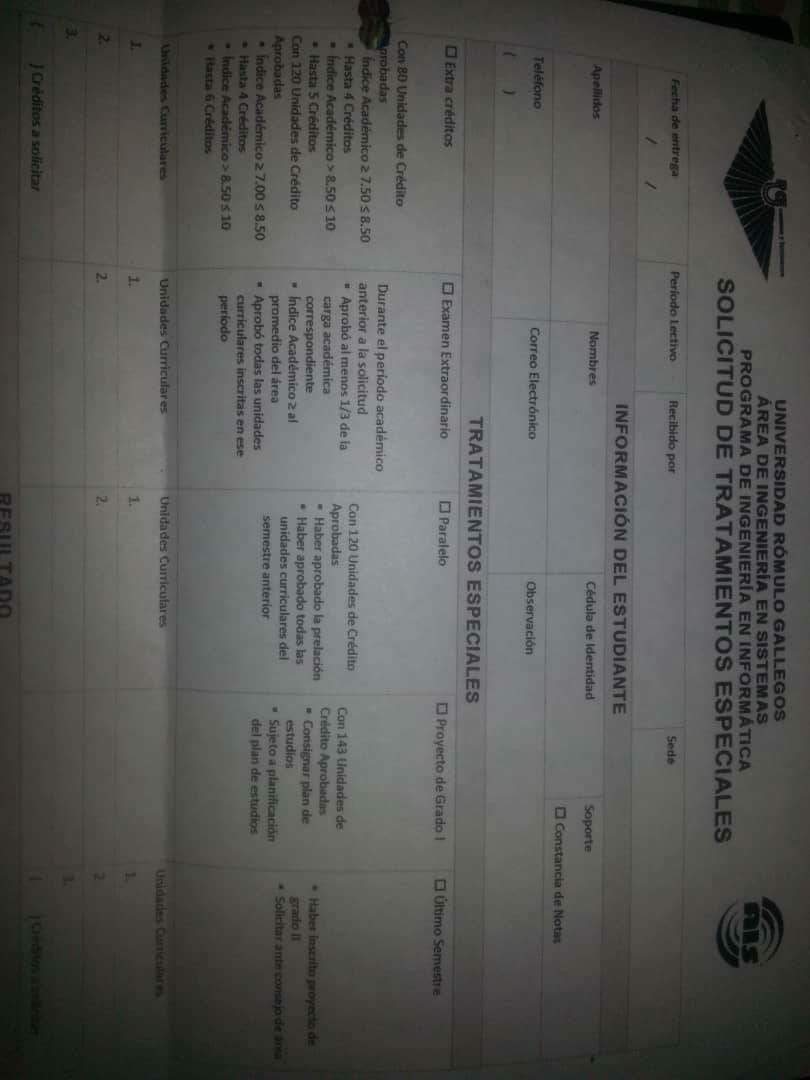 UNIVERSIDAD RÓMULO GALLEGOS
ÁREA DE INGENIERÍA EN SISTEMAS
PROGRAMA DE INGENIERÍA EN INFORMÁTICA
SOLICITUD DE TRATAMIENTOS ESPECIALES
AIS
Fecha de entrega
/ /
Período Lectivo
Recibido por
Sede
INFORMACIÓN DEL ESTUDIANTE
Apellidos
Nombres
Cédula de Identidad
Soporte
☐ Constancia de Notas
Teléfono
( )
Correo Electrónico
Observación
TRATAMIENTOS ESPECIALES
☐ Extra créditos
Con 80 Unidades de Crédito
Aprobadas
Índice Académico ≥ 7.50 ≤ 8.50
• Hasta 4 Créditos
• Índice Académico > 8.50 ≤ 10
• Hasta 5 Créditos
Con 120 Unidades de Crédito
Aprobadas
• Índice Académico ≥ 7.00 ≤ 8.50
• Hasta 4 Créditos
• Índice Académico > 8.50 ≤ 10
• Hasta 6 Créditos
☐ Examen Extraordinario
Durante el período académico
anterior a la solicitud
• Aprobó al menos 1/3 de la
carga académica
correspondiente
• Índice Académico ≥ al
promedio del área
• Aprobó todas las unidades
curriculares inscritas en ese
período
☐ Paralelo
Con 120 Unidades de Crédito
Aprobadas
• Haber aprobado la prelación
• Haber aprobado todas las
unidades curriculares del
semestre anterior
☐ Proyecto de Grado I
Con 143 Unidades de
Crédito Aprobadas
• Consignar plan de
estudios
• Sujeto a planificación
del plan de estudios
☐ Último Semestre
• Haber inscrito proyecto de
grado II
• Solicitar ante consejo de área
Unidades Curriculares
1.
2.
3.
( ) Créditos a solicitar
Unidades Curriculares
1.
2.
Unidades Curriculares
1.
2.
Unidades Curriculares
1.
2
3.
( ) Créditos a solicitar
RESULTADO